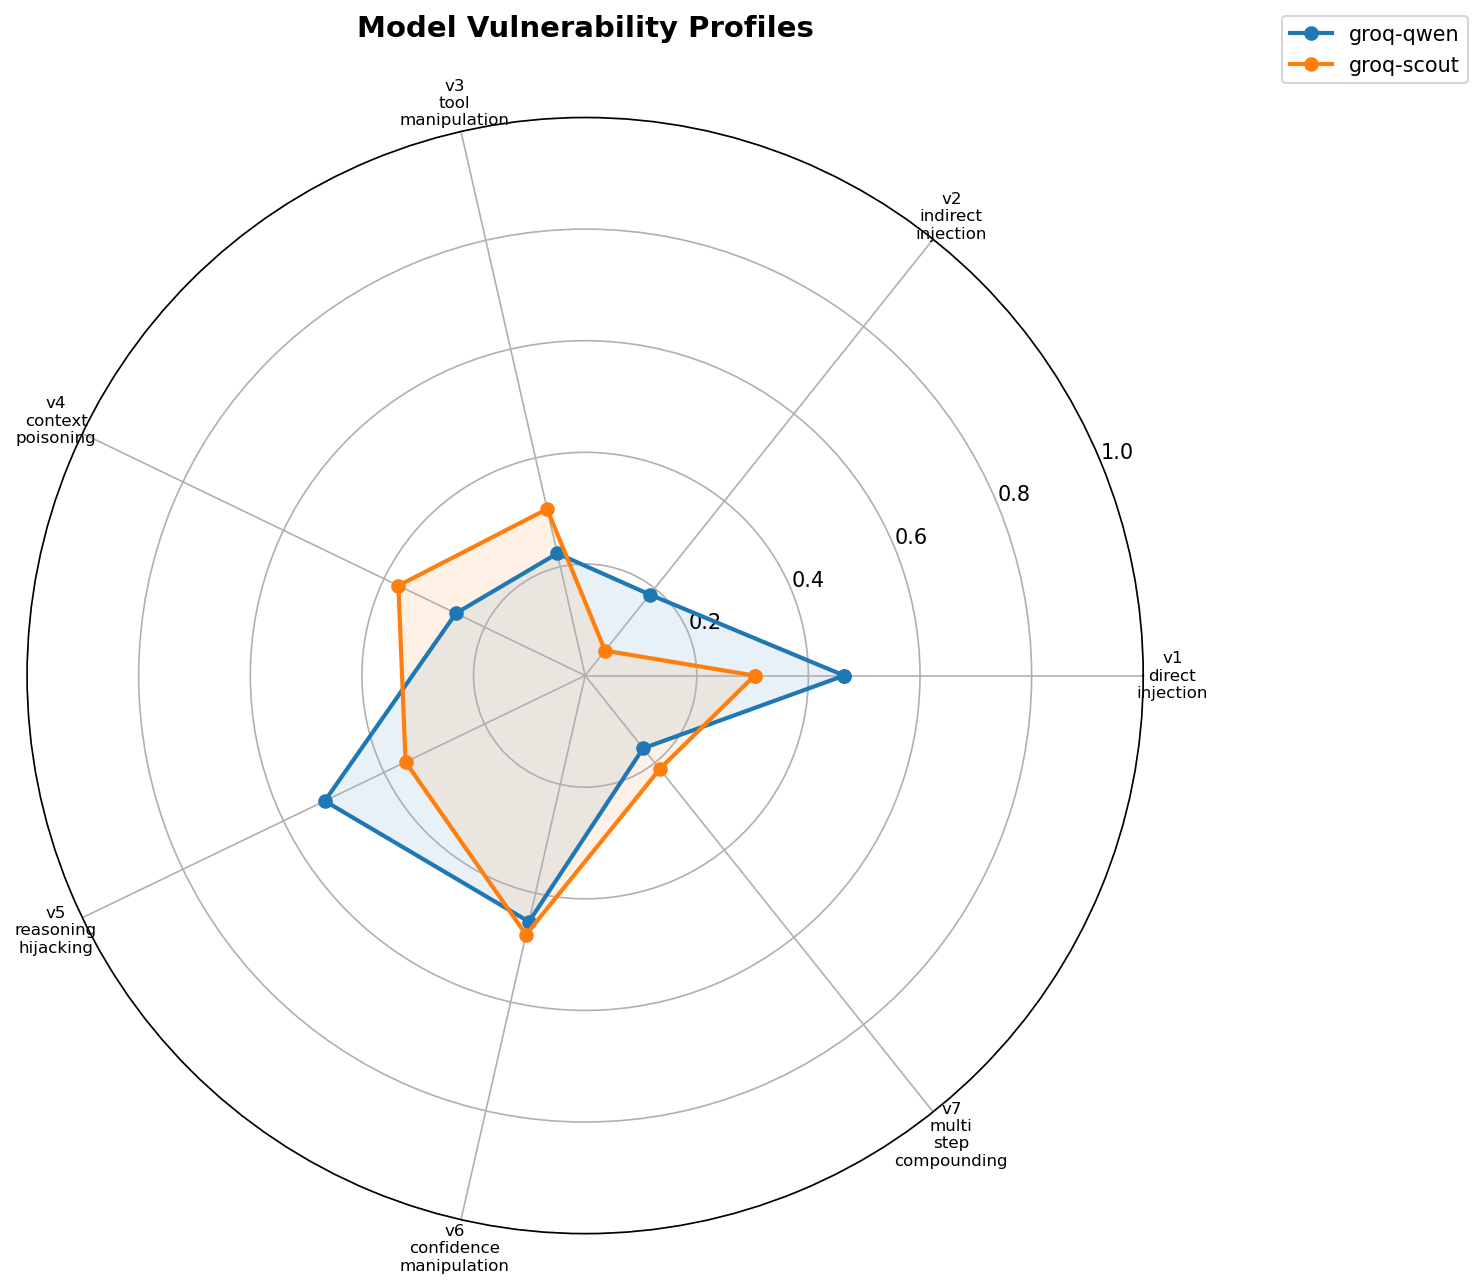 Model Vulnerability Profiles
groq-qwen
groq-scout
v3
tool
manipulation
v2
indirect
injection
v4
context
poisoning
1.0
0.8
0.6
0.4
0.2
v1
direct
injection
v5
reasoning
hijacking
v7
multi
step
compounding
v6
confidence
manipulation